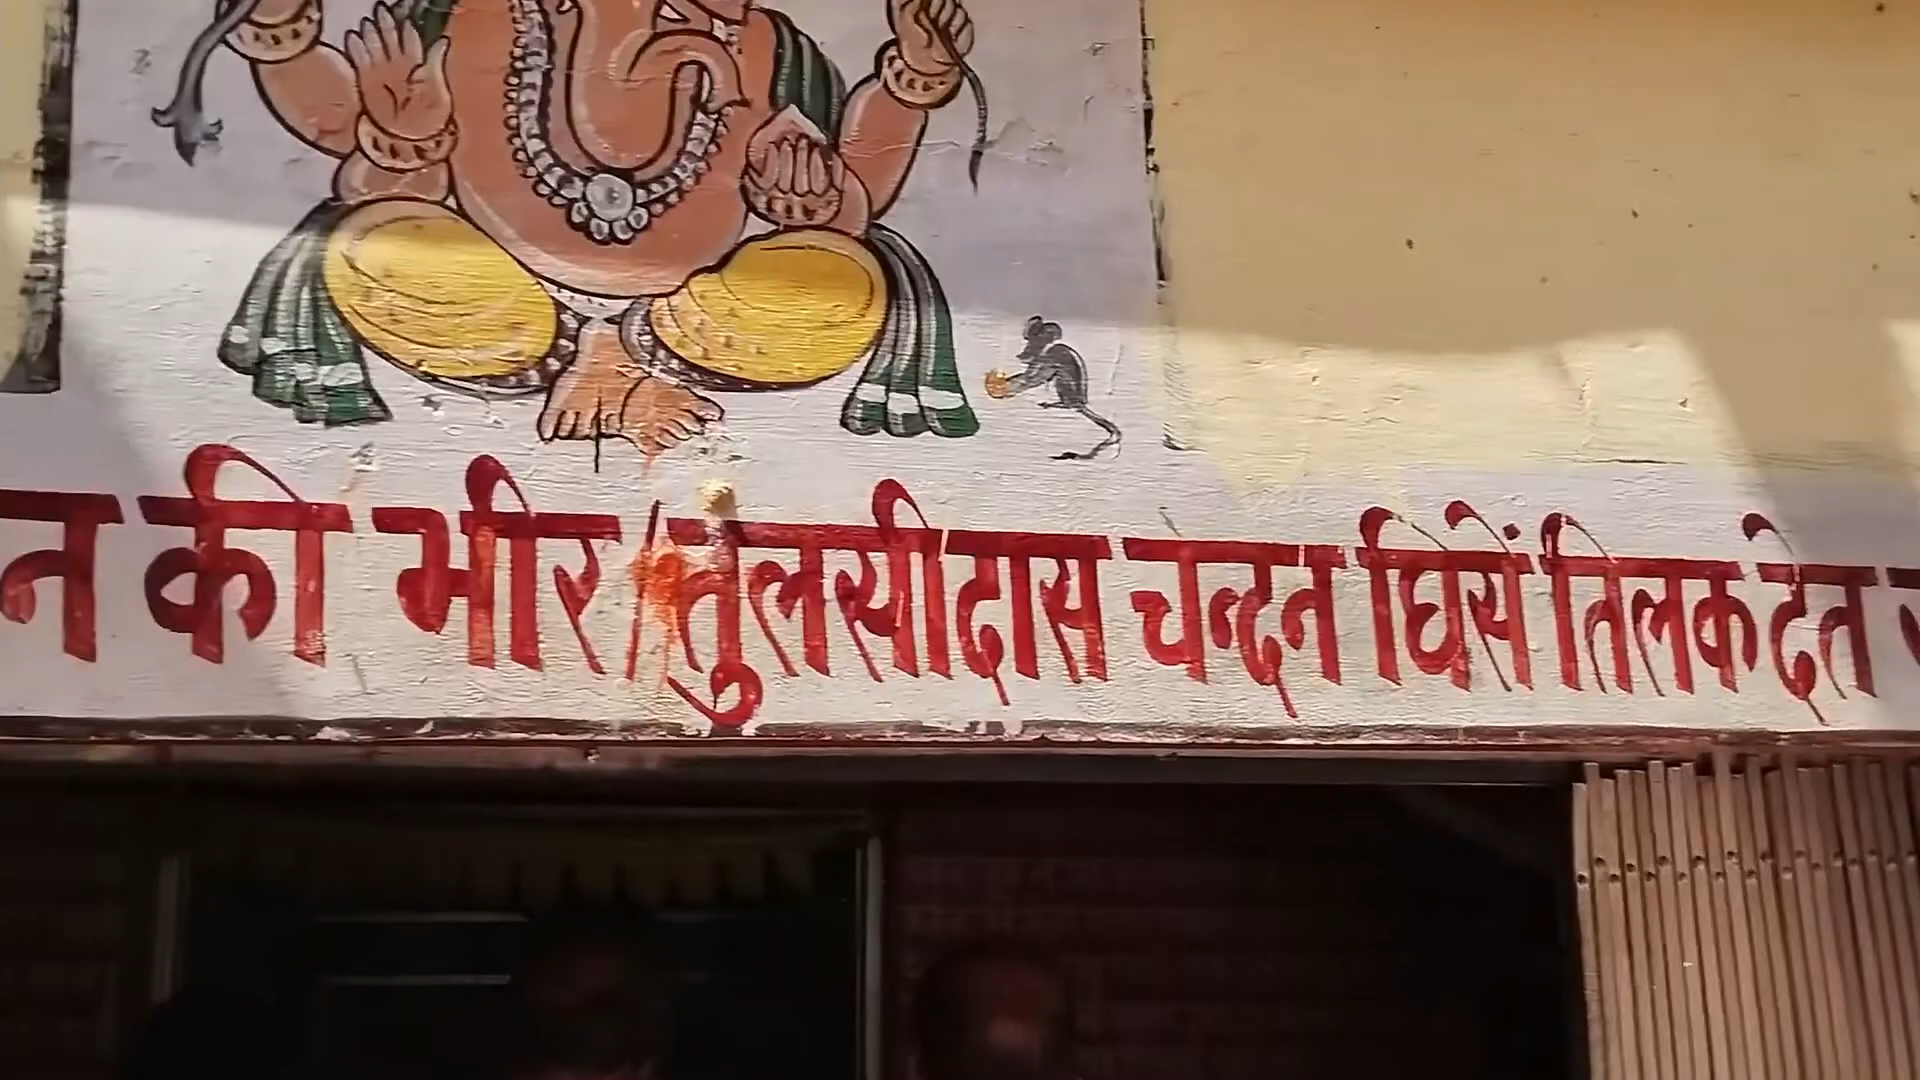 न की भीर । तुलसीदास चन्दन घिसें तिलक देत